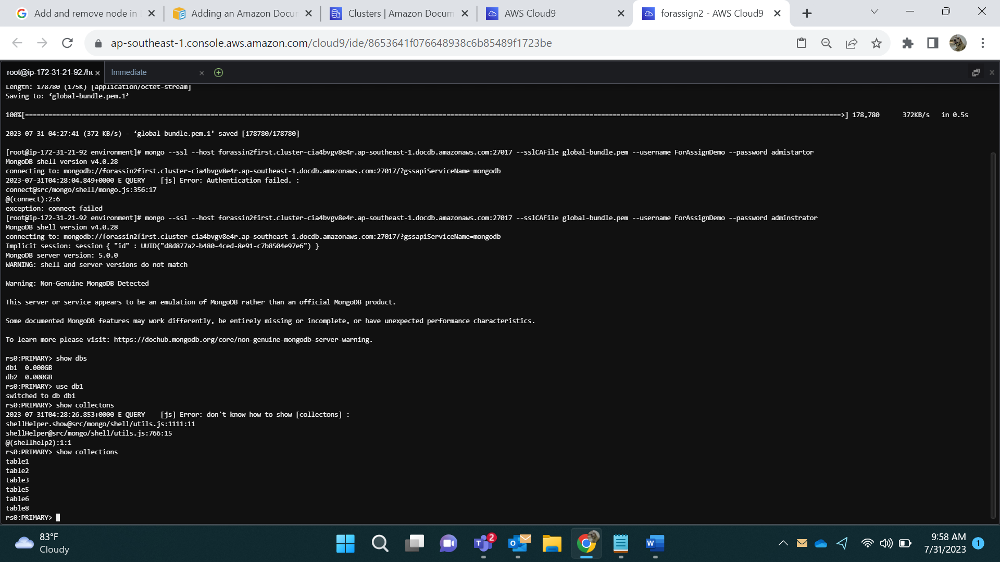 Add and remove node in
Adding an Amazon Docum
Clusters | Amazon Docum
AWS Cloud9
forassign2 - AWS Cloud9
ap-southeast-1.console.aws.amazon.com/cloud9/ide/8653641f076648938c6b85489f1723be
root@ip-172-31-21-92:/hc
Immediate
Length: 178780 (175K) [application/octet-stream]
Saving to: ‘global-bundle.pem.1’
100%[=============================================>] 178,780 372KB/s in 0.5s
2023-07-31 04:27:41 (372 KB/s) - ‘global-bundle.pem.1’ saved [178780/178780]
[root@ip-172-31-21-92 environment]# mongo --ssl --host forassin2first.cluster-cia4bvgv8e4r.ap-southeast-1.docdb.amazonaws.com:27017 --sslCAFile global-bundle.pem --username ForAssignDemo --password admistartor
MongoDB shell version v4.0.28
connecting to: mongodb://forassin2first.cluster-cia4bvgv8e4r.ap-southeast-1.docdb.amazonaws.com:27017/?gssapiServiceName=mongodb
2023-07-31T04:28:04.849+0000 E QUERY    [js] Error: Authentication failed. :
connect@src/mongo/shell/mongo.js:356:17
@(connect):2:6
exception: connect failed
[root@ip-172-31-21-92 environment]# mongo --ssl --host forassin2first.cluster-cia4bvgv8e4r.ap-southeast-1.docdb.amazonaws.com:27017 --sslCAFile global-bundle.pem --username ForAssignDemo --password adminstrator
MongoDB shell version v4.0.28
connecting to: mongodb://forassin2first.cluster-cia4bvgv8e4r.ap-southeast-1.docdb.amazonaws.com:27017/?gssapiServiceName=mongodb
Implicit session: session { "id" : UUID("d8d877a2-b480-4ced-8e91-c7b8504e97e6") }
MongoDB server version: 5.0.0
WARNING: shell and server versions do not match
Warning: Non-Genuine MongoDB Detected
This server or service appears to be an emulation of MongoDB rather than an official MongoDB product.
Some documented MongoDB features may work differently, be entirely missing or incomplete, or have unexpected performance characteristics.
To learn more please visit: https://dochub.mongodb.org/core/non-genuine-mongodb-server-warning.
rs0:PRIMARY> show dbs
db1  0.000GB
db2  0.000GB
rs0:PRIMARY> use db1
switched to db db1
rs0:PRIMARY> show collectons
2023-07-31T04:28:26.853+0000 E QUERY    [js] Error: don't know how to show [collectons] :
shellHelper.show@src/mongo/shell/utils.js:1111:11
shellHelper@src/mongo/shell/utils.js:766:15
@(shellhelp2):1:1
rs0:PRIMARY> show collections
table1
table2
table3
table5
table6
table8
rs0:PRIMARY>
83°F
Cloudy
2
9:58 AM
7/31/2023
1